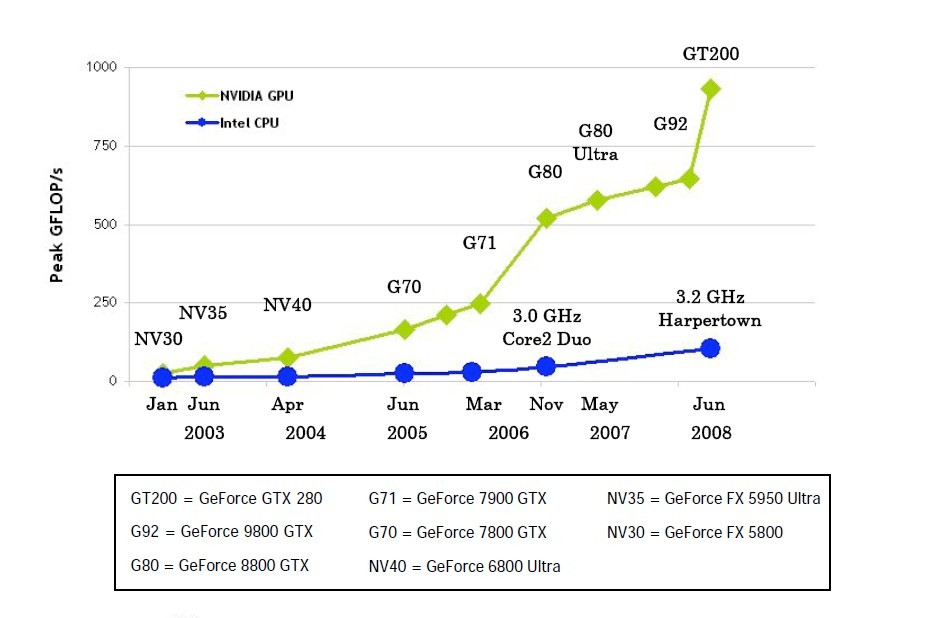 GT200
1000
NVIDIA GPU
Intel CPU
G92
G80
Ultra
750
G80
Peak GFLOP/s
500
G71
G70
250
NV40
NV35
NV30
3.0 GHz
Core2 Duo
3.2 GHz
Harpertown
0
Jan Jun Apr Jun Mar Nov May Jun
2003 2004 2005 2006 2007 2008
GT200 = GeForce GTX 280
G92 = GeForce 9800 GTX
G80 = GeForce 8800 GTX
G71 = GeForce 7900 GTX
G70 = GeForce 7800 GTX
NV40 = GeForce 6800 Ultra
NV35 = GeForce FX 5950 Ultra
NV30 = GeForce FX 5800